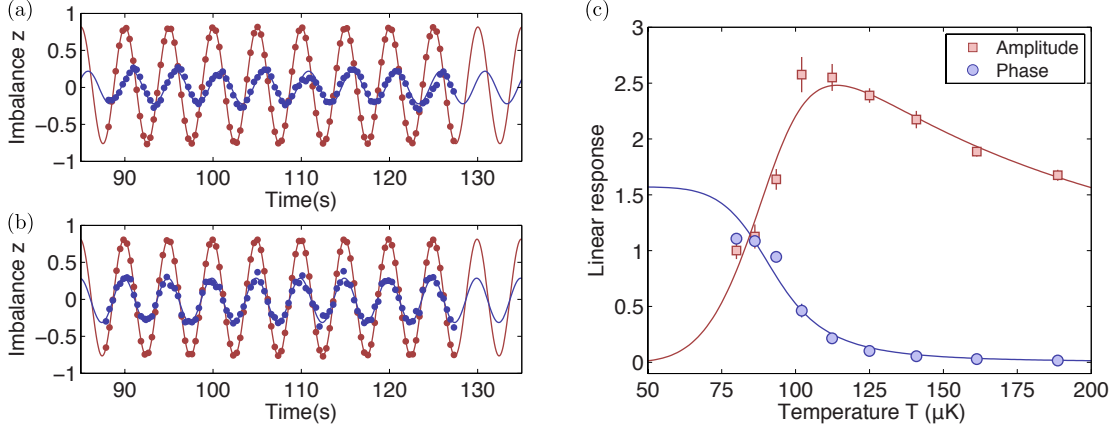 (a)
1
0.5
0
−0.5
−1
Imbalance z
90 100 110 120 130
Time(s)
(b)
1
0.5
0
−0.5
−1
Imbalance z
90 100 110 120 130
Time(s)
(c)
3
2.5
2
1.5
1
0.5
0
Linear response
Amplitude
Phase
50 75 100 125 150 175 200
Temperature T (μK)